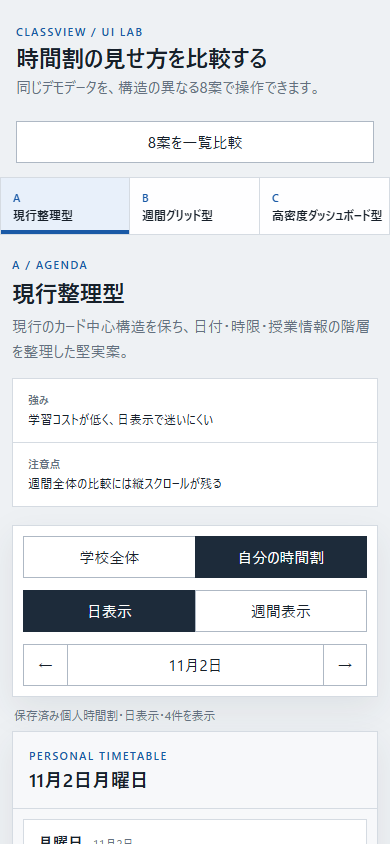 CLASSVIEW / UI LAB
時間割の見せ方を比較する
同じデモデータを、構造の異なる8案で操作できます。
8案を一覧比較
A
現行整理型
B
週間グリッド型
C
高密度ダッシュボード型
A / AGENDA
現行整理型
現行のカード中心構造を保ち、日付・時限・授業情報の階層
を整理した堅実案。
強み
学習コストが低く、日表示で迷いにくい
注意点
週間全体の比較には縦スクロールが残る
学校全体
自分の時間割
日表示
週間表示
←
11月2日
→
保存済み個人時間割・日表示・4件を表示
PERSONAL TIMETABLE
11月2日月曜日
月曜日 11月2日